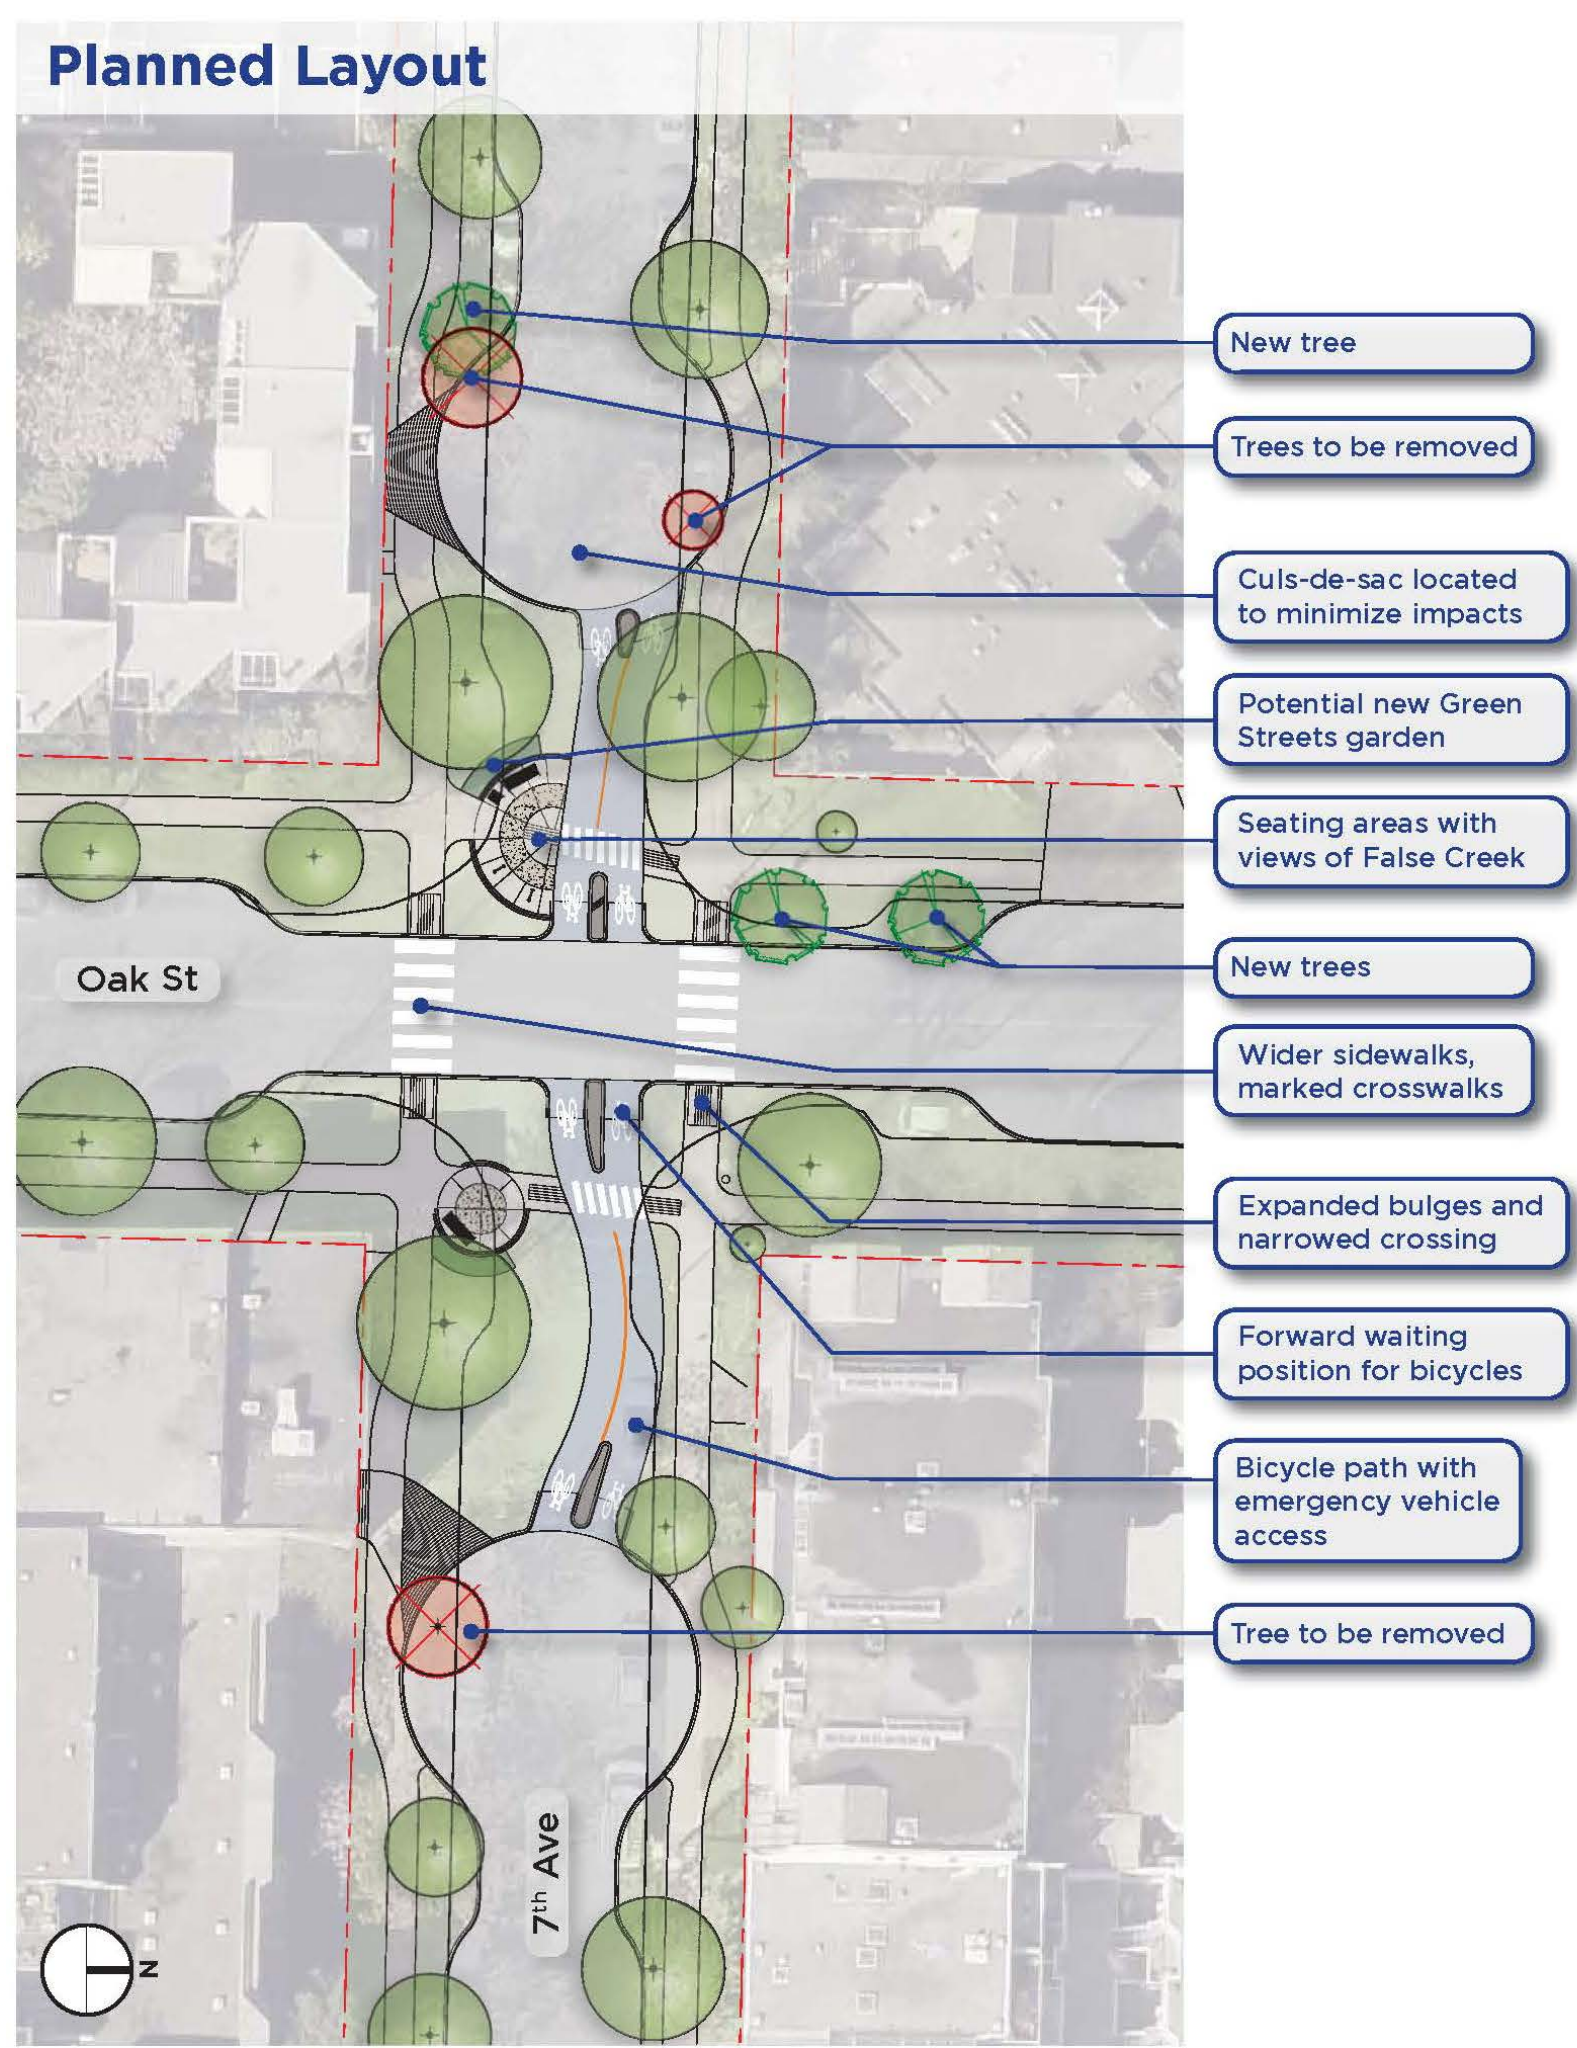 Planned Layout
New tree
Trees to be removed
Culs-de-sac located
to minimize impacts
Potential new Green
Streets garden
Seating areas with
views of False Creek
New trees
Oak St
Wider sidewalks,
marked crosswalks
Expanded bulges and
narrowed crossing
Forward waiting
position for bicycles
Bicycle path with
emergency vehicle
access
Tree to be removed
7th Ave
N